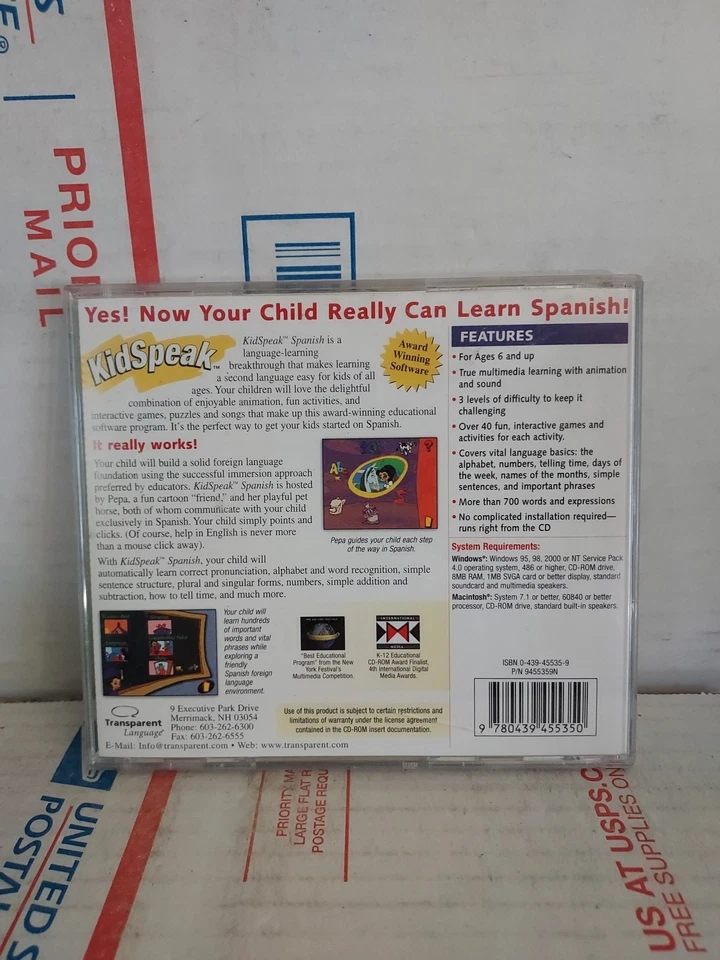 PRIOR
MAIL
Yes! Now Your Child Really Can Learn Spanish!
KidSpeak™
KidSpeak™ Spanish is a
language-learning
breakthrough that makes learning
a second language easy for kids of all
ages. Your children will love the delightful
combination of enjoyable animation, fun activities, and
interactive games, puzzles and songs that make up this award-winning educational
software program. It's the perfect way to get your kids started on Spanish.
Award
Winning
Software
It really works!
Your child will build a solid foreign language
foundation using the successful immersion approach
preferred by educators. KidSpeak™ Spanish is hosted
by Pepa, a fun cartoon "friend," and her playful pet
horse, both of whom communicate with your child
exclusively in Spanish. Your child simply points and
clicks. (Of course, help in English is never more
than a mouse click away).
Pepa guides your child each step
of the way in Spanish.
With KidSpeak™ Spanish, your child will
automatically learn correct pronunciation, alphabet and word recognition, simple
sentence structure, plural and singular forms, numbers, simple addition and
subtraction, how to tell time, and much more.
Your child will
learn hundreds
of important
words and vital
phrases while
exploring a
friendly
Spanish foreign
language
environment.
"Best Educational
Program" from the New
York Festival's
Multimedia Competition.
INTERNATIONAL
MEDIA
K-12 Educational
CD-ROM Award Finalist,
4th International Digital
Media Awards.
Transparent
Language®
9 Executive Park Drive
Merrimack, NH 03054
Phone: 603-262-6300
Fax: 603-262-6555
E-Mail: Info@transparent.com • Web: www.transparent.com
Use of this product is subject to certain restrictions and
limitations of warranty under the license agreement
contained in the CD-ROM insert documentation.
FEATURES
• For Ages 6 and up
• True multimedia learning with animation
and sound
• 3 levels of difficulty to keep it
challenging
• Over 40 fun, interactive games and
activities for each activity.
• Covers vital language basics: the
alphabet, numbers, telling time, days of
the week, names of the months, simple
sentences, and important phrases
• More than 700 words and expressions
• No complicated installation required—
runs right from the CD
System Requirements:
Windows®: Windows 95, 98, 2000 or NT Service Pack
4.0 operating system, 486 or higher, CD-ROM drive,
8MB RAM, 1MB SVGA card or better display, standard
soundcard and multimedia speakers.
Macintosh®: System 7.1 or better, 60840 or better
processor, CD-ROM drive, standard built-in speakers.
ISBN 0-439-45535-9
P/N 9455359N
9 780439 455350
UNITED S
POSTAL
PRIORITY MA
LARGE FLAT R
POSTAGE REQU
US AT USPS.C
FREE SUPPLIES ON